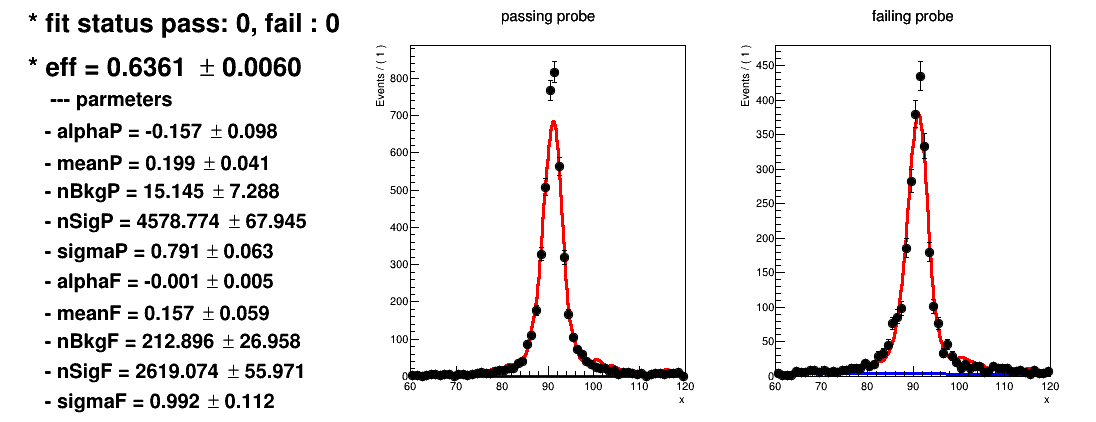 * fit status pass: 0, fail : 0
* eff = 0.6361 ± 0.0060
--- parmeters
- alphaP = -0.157 ± 0.098
- meanP = 0.199 ± 0.041
- nBkgP = 15.145 ± 7.288
- nSigP = 4578.774 ± 67.945
- sigmaP = 0.791 ± 0.063
- alphaF = -0.001 ± 0.005
- meanF = 0.157 ± 0.059
- nBkgF = 212.896 ± 26.958
- nSigF = 2619.074 ± 55.971
- sigmaF = 0.992 ± 0.112
passing probe
Events / ( 1 )
800
700
600
500
400
300
200
100
0
60 70 80 90 100 110 120
x
failing probe
Events / ( 1 )
450
400
350
300
250
200
150
100
50
0
60 70 80 90 100 110 120
x